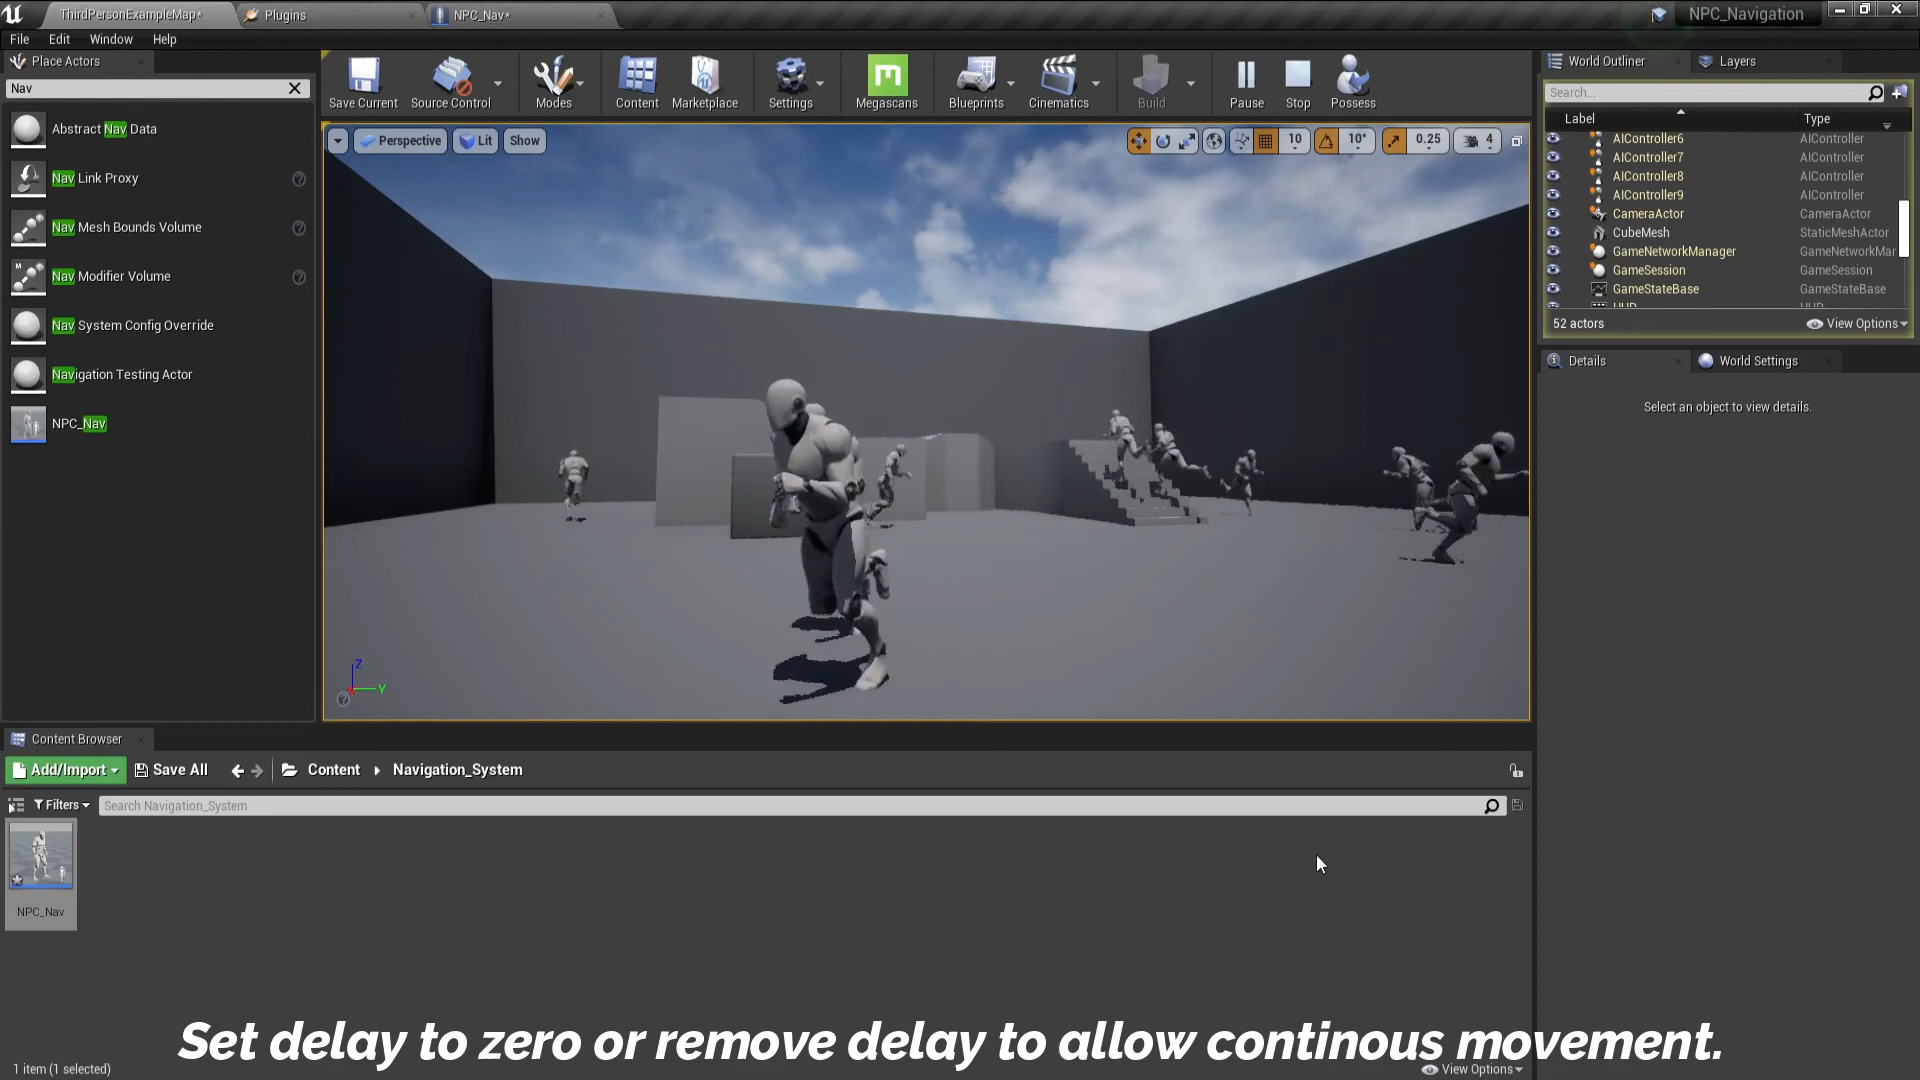 ThirdPersonExampleMap*
Plugins
NPC_Nav*
NPC_Navigation
File Edit Window Help
Place Actors
Nav
Abstract Nav Data
Nav Link Proxy
Nav Mesh Bounds Volume
Nav Modifier Volume
Nav System Config Override
Navigation Testing Actor
NPC_Nav
Save Current Source Control Modes Content Marketplace Settings Megascans Blueprints Cinematics Build Pause Stop Possess
Perspective Lit Show
10 10° 0.25 4
Z
Y
World Outliner Layers
Search...
Label Type
AIController6 AIController
AIController7 AIController
AIController8 AIController
AIController9 AIController
CameraActor CameraActor
CubeMesh StaticMeshActor
GameNetworkManager GameNetworkMar
GameSession GameSession
GameStateBase GameStateBase
52 actors View Options
Details World Settings
Select an object to view details.
Content Browser
Add/Import Save All Content Navigation_System
Filters Search Navigation_System
NPC_Nav
Set delay to zero or remove delay to allow continous movement.
1 item (1 selected) View Options